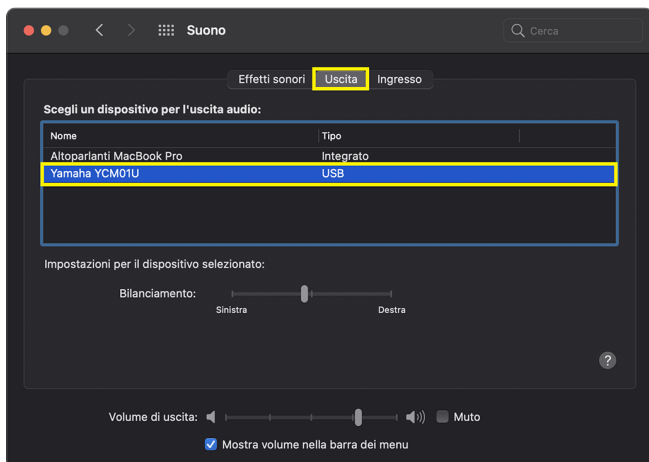 Suono
Cerca
Effetti sonori Uscita Ingresso
Scegli un dispositivo per l'uscita audio:
Nome Tipo
Altoparlanti MacBook Pro Integrato
Yamaha YCM01U USB
Impostazioni per il dispositivo selezionato:
Bilanciamento:
Sinistra Destra
?
Volume di uscita: Muto
Mostra volume nella barra dei menu